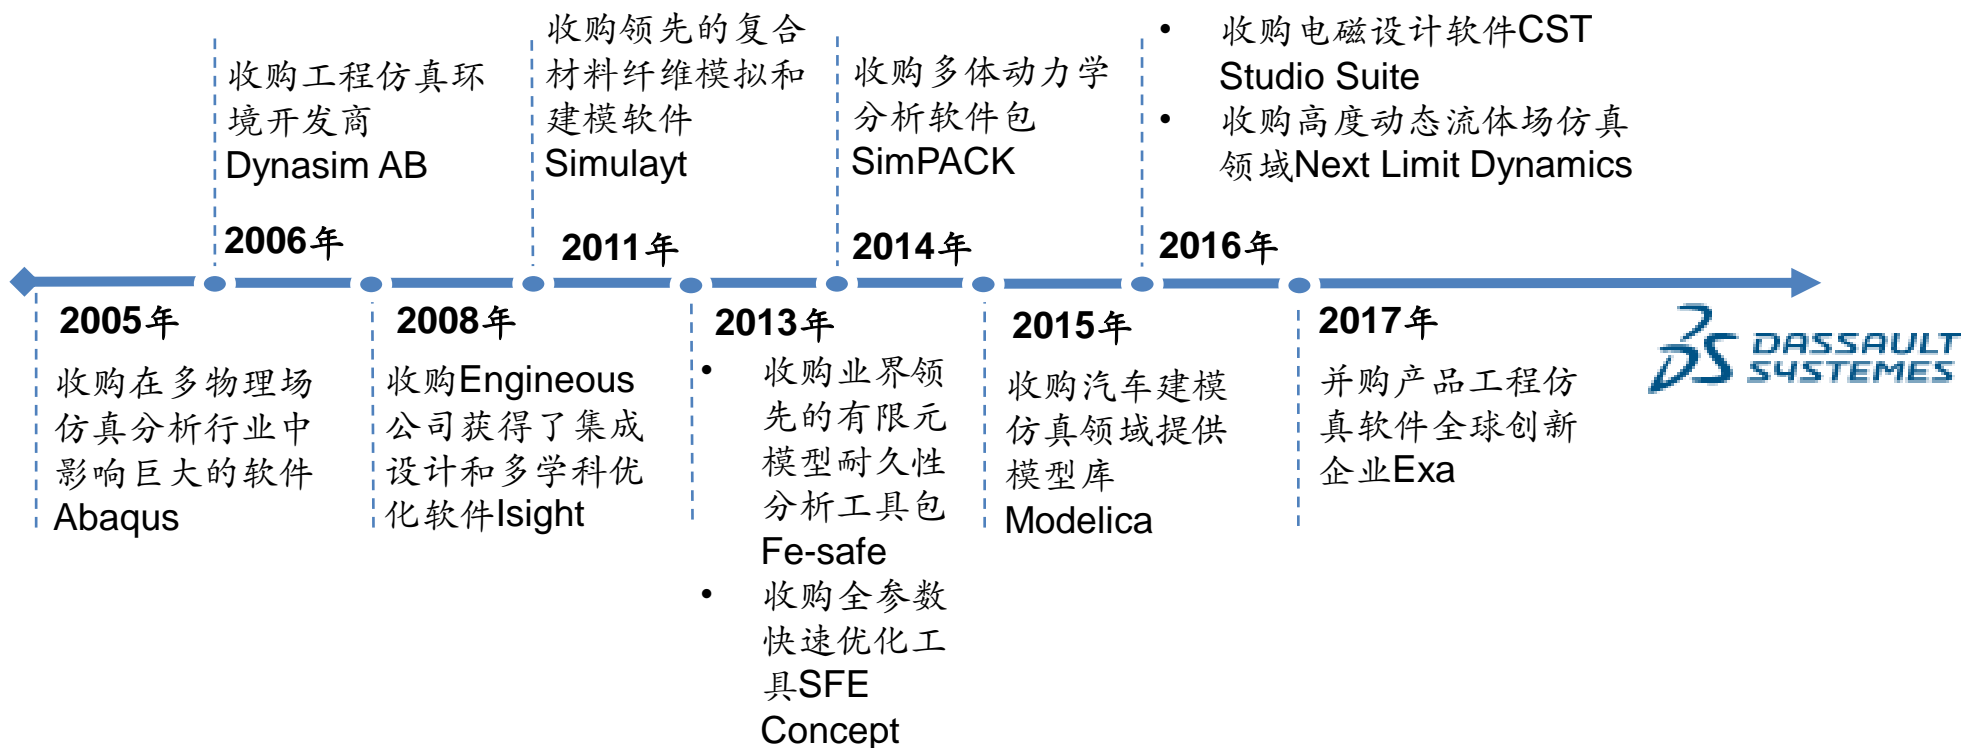 2005年
收购在多物理场
仿真分析行业中
影响巨大的软件
Abaqus
收购工程仿真环
境开发商
Dynasim AB
2006年
2008年
收购Engineous
公司获得了集成
设计和多学科优
化软件Isight
收购领先的复合
材料纤维模拟和
建模软件
Simulayt
2011年
2013年
• 收购业界领
先的有限元
模型耐久性
分析工具包
Fe-safe
• 收购全参数
快速优化工
具SFE
Concept
收购多体动力学
分析软件包
SimPACK
2014年
2015年
收购汽车建模
仿真领域提供
模型库
Modelica
• 收购电磁设计软件CST
Studio Suite
• 收购高度动态流体场仿真
领域Next Limit Dynamics
2016年
2017年
并购产品工程仿
真软件全球创新
企业Exa
3DS DASSAULT
SYSTEMES